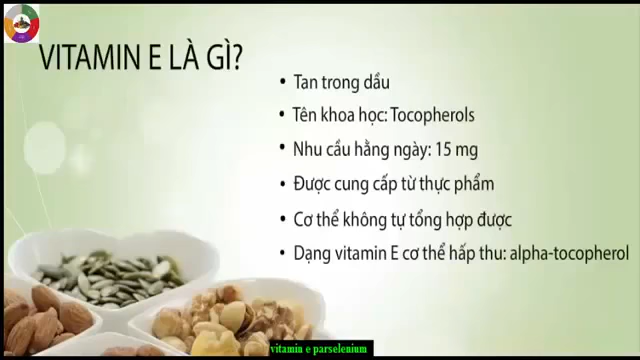 VITAMIN E LÀ GÌ?
• Tan trong dầu
• Tên khoa học: Tocopherols
• Nhu cầu hằng ngày: 15 mg
• Được cung cấp từ thực phẩm
• Cơ thể không tự tổng hợp được
• Dạng vitamin E cơ thể hấp thu: alpha-tocopherol
vitamin e parselenium